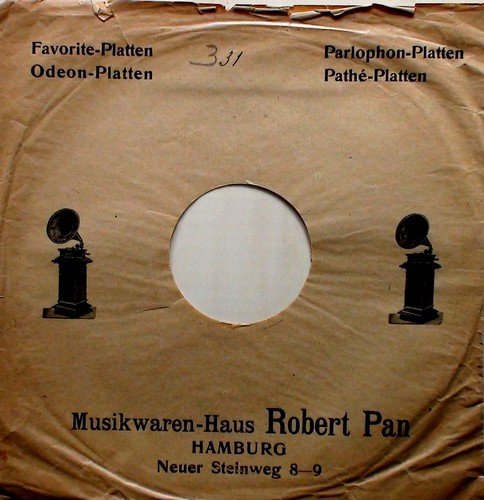 Favorite-Platten
Odeon-Platten
331
Parlophon-Platten
Pathé-Platten
Musikwaren-Haus Robert Pan
HAMBURG
Neuer Steinweg 8—9